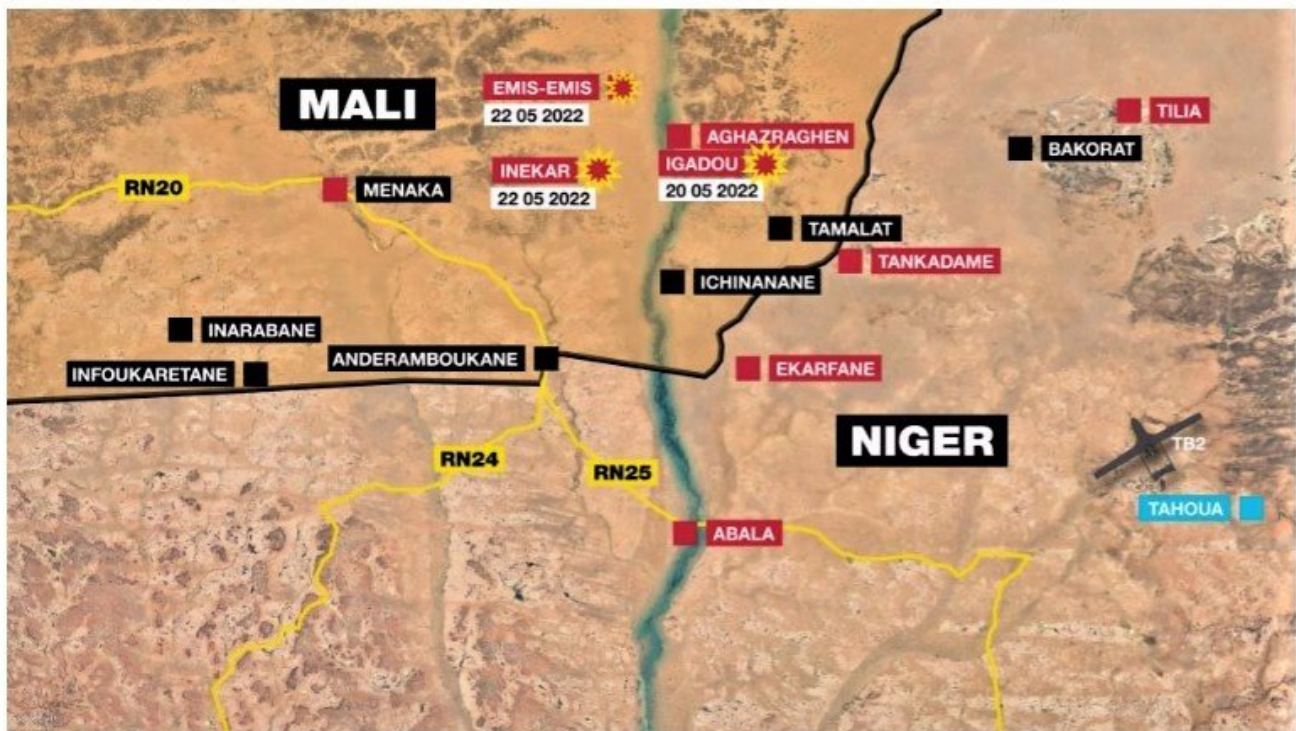 MALI
EMIS-EMIS
22 05 2022
AGHAZRAGHEN
TILIA
BAKORAT
INEKAR
22 05 2022
IGADOU
20 05 2022
RN20
MENAKA
TAMALAT
TANKADAME
ICHINANANE
INARABANE
ANDERAMBOUKANE
INFOUKARETANE
EKARFANE
NIGER
TB2
RN24
RN25
TAHOUA
ABALA